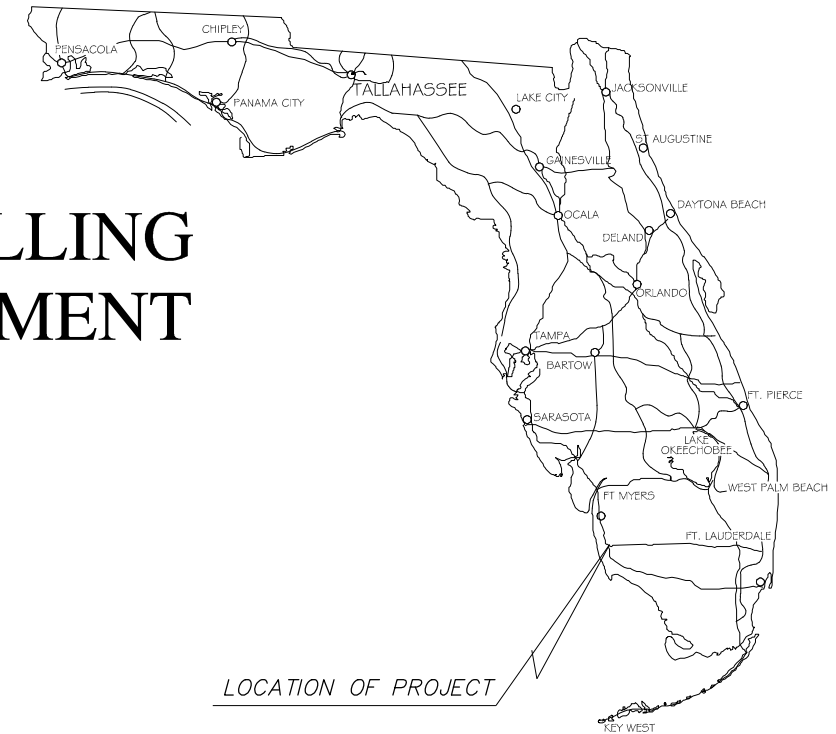 CHIPLEY
PENSACOLA
TALLAHASSEE
PANAMA CITY
LAKE CITY
JACKSONVILLE
ST AUGUSTINE
GAINESVILLE
DAYTONA BEACH
OCALA
DELAND
LLING
MENT
ORLANDO
TAMPA
BARTOW
FT. PIERCE
SARASOTA
LAKE
OKEECHOBEE
WEST PALM BEACH
FT MYERS
FT. LAUDERDALE
LOCATION OF PROJECT
KEY WEST